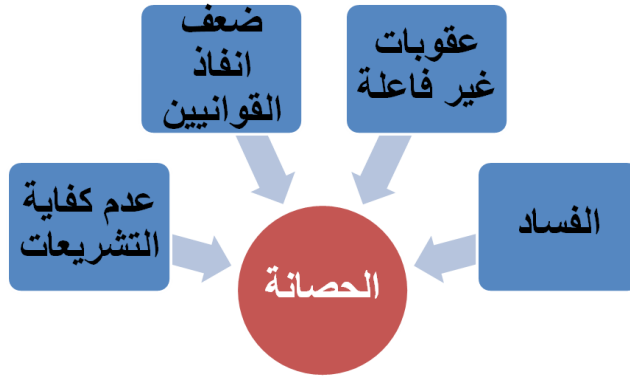 عقوبات
غير فاعلة
ضعف
انفاذ
القوانيين
الفساد
عدم كفاية
التشريعات
الحصانة